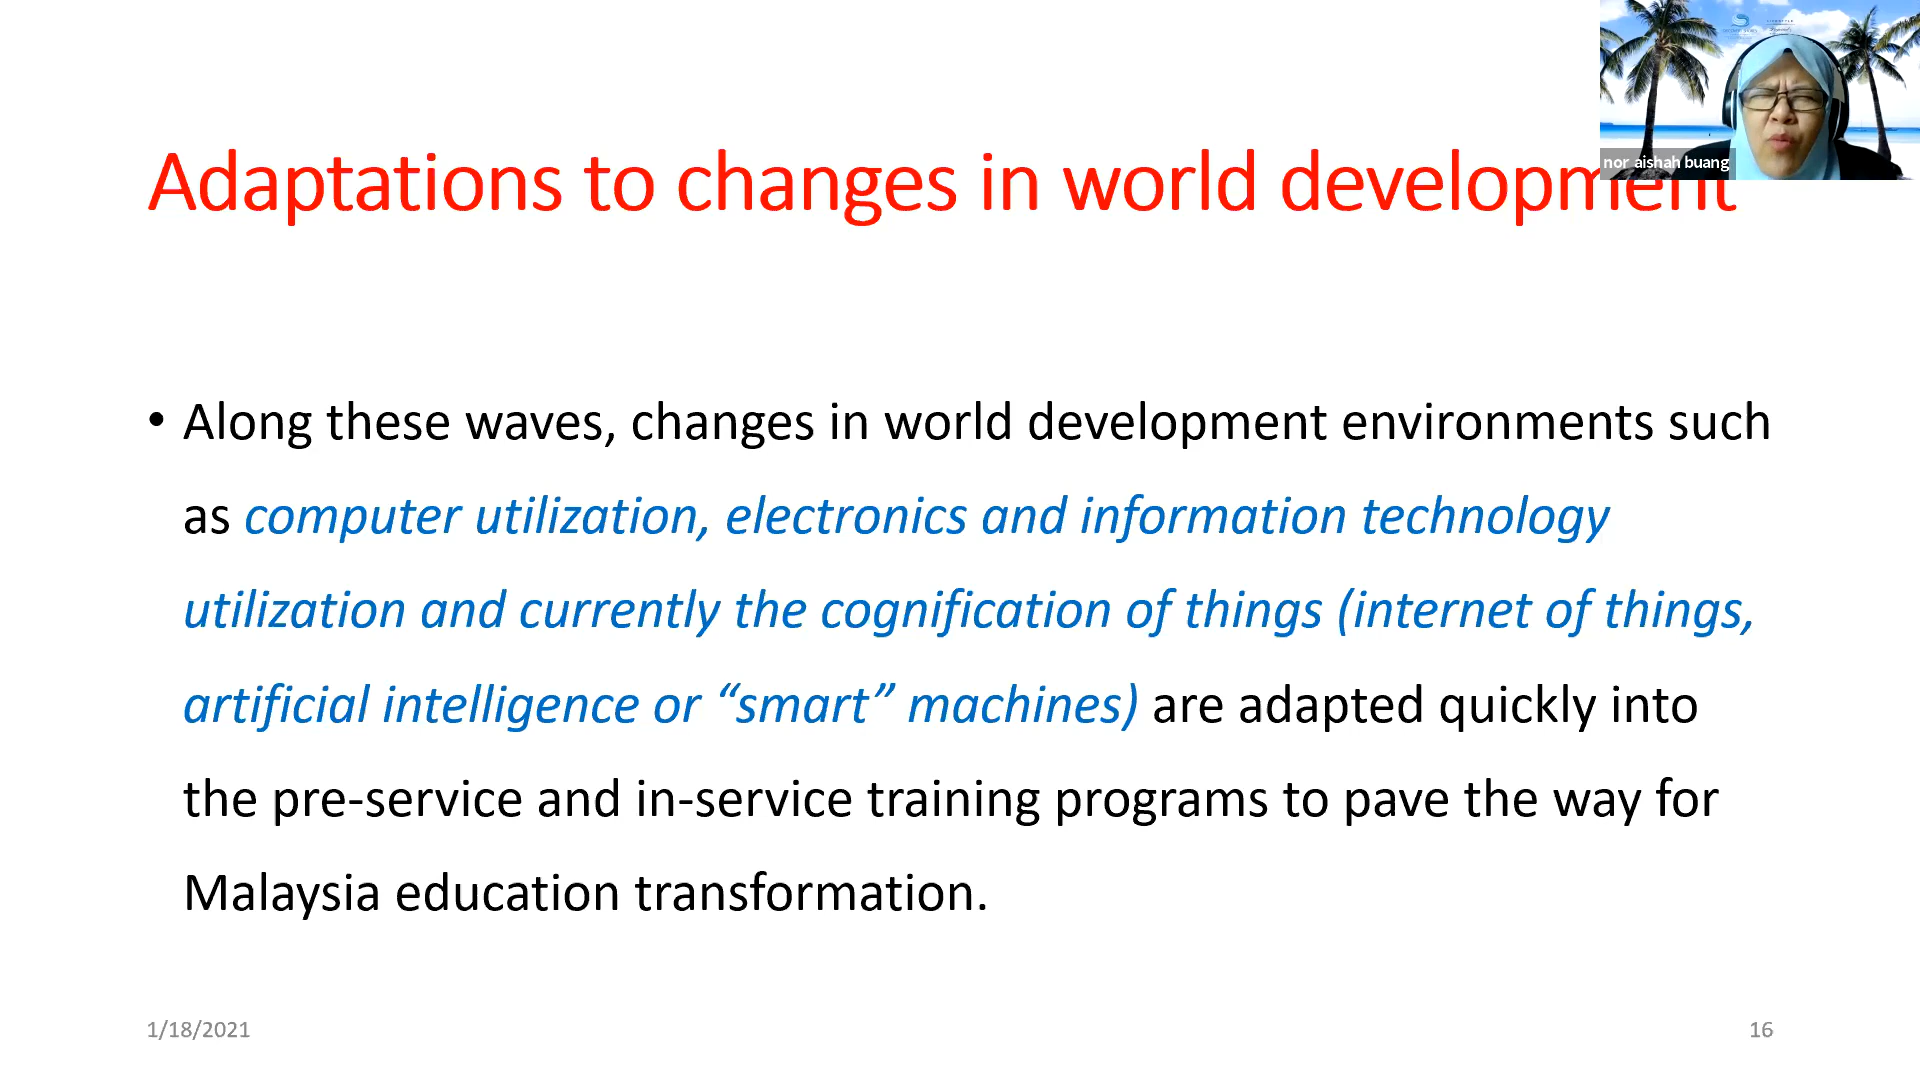 Adaptations to changes in world development
nor aishah buang
• Along these waves, changes in world development environments such
as computer utilization, electronics and information technology
utilization and currently the cognification of things (internet of things,
artificial intelligence or “smart” machines) are adapted quickly into
the pre-service and in-service training programs to pave the way for
Malaysia education transformation.
1/18/2021
16